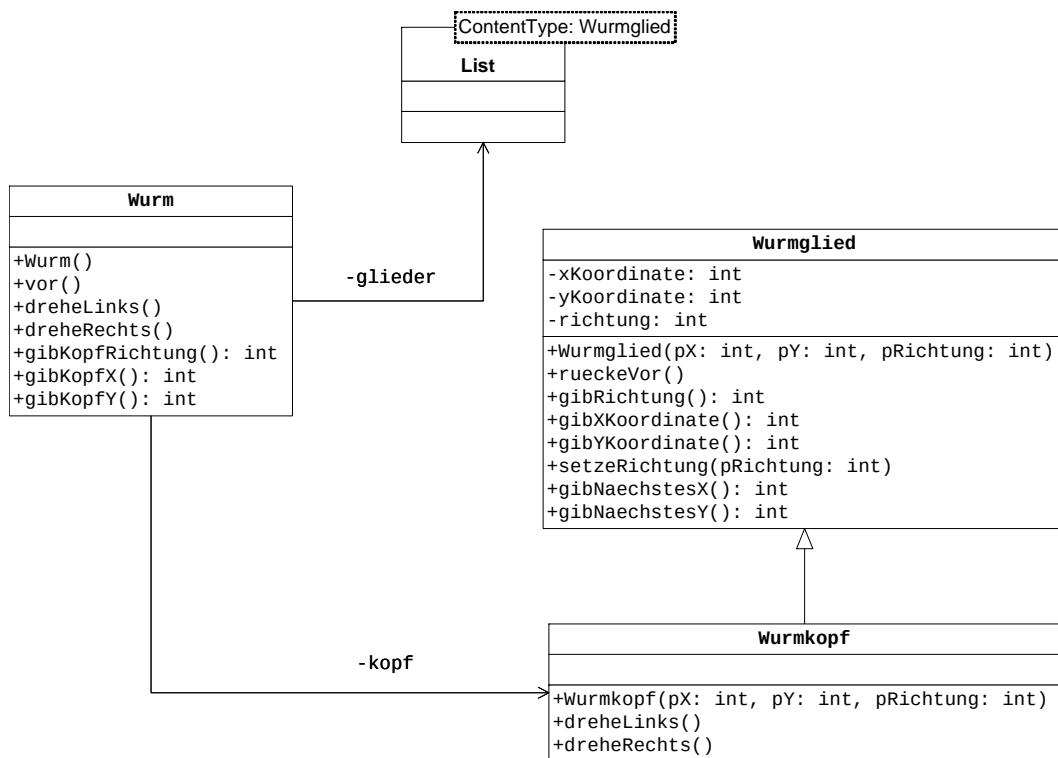 ContentType: Wurmglied
List
Wurm
+Wurm()
+vor()
+dreheLinks()
+dreheRechts()
+gibKopfRichtung(): int
+gibKopfX(): int
+gibKopfY(): int
-glieder
Wurmglied
-xKoordinate: int
-yKoordinate: int
-richtung: int
+Wurmglied(pX: int, pY: int, pRichtung: int)
+rueckeVor()
+gibRichtung(): int
+gibXKoordinate(): int
+gibYKoordinate(): int
+setzeRichtung(pRichtung: int)
+gibNaechstesX(): int
+gibNaechstesY(): int
-kopf
Wurmkopf
+Wurmkopf(pX: int, pY: int, pRichtung: int)
+dreheLinks()
+dreheRechts()